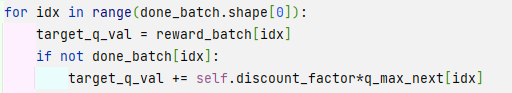 for idx in range(done_batch.shape[0]):
    target_q_val = reward_batch[idx]
    if not done_batch[idx]:
        target_q_val += self.discount_factor*q_max_next[idx]